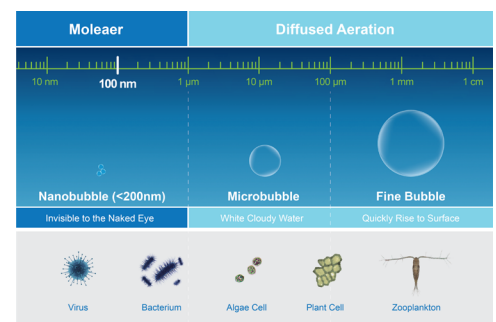 Moleaer
Diffused Aeration
10 nm
100 nm
1 µm
10 µm
100 µm
1 mm
1 cm
Nanobubble (<200nm)
Microbubble
Fine Bubble
Invisible to the Naked Eye
White Cloudy Water
Quickly Rise to Surface
Virus
Bacterium
Algae Cell
Plant Cell
Zooplankton